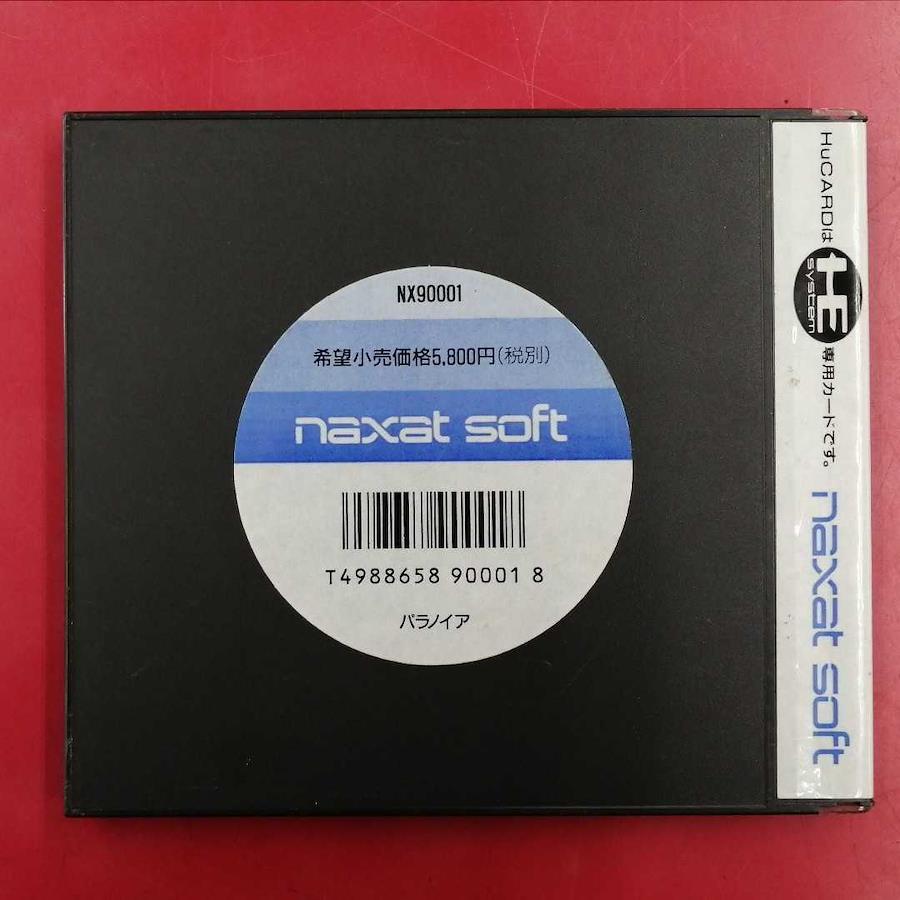 NX90001
希望小売価格5,800円(税別)
naxat soft
T4988658 90001 8
パラノイア
HuCARDは HE system 専用カードです。
naxat soft